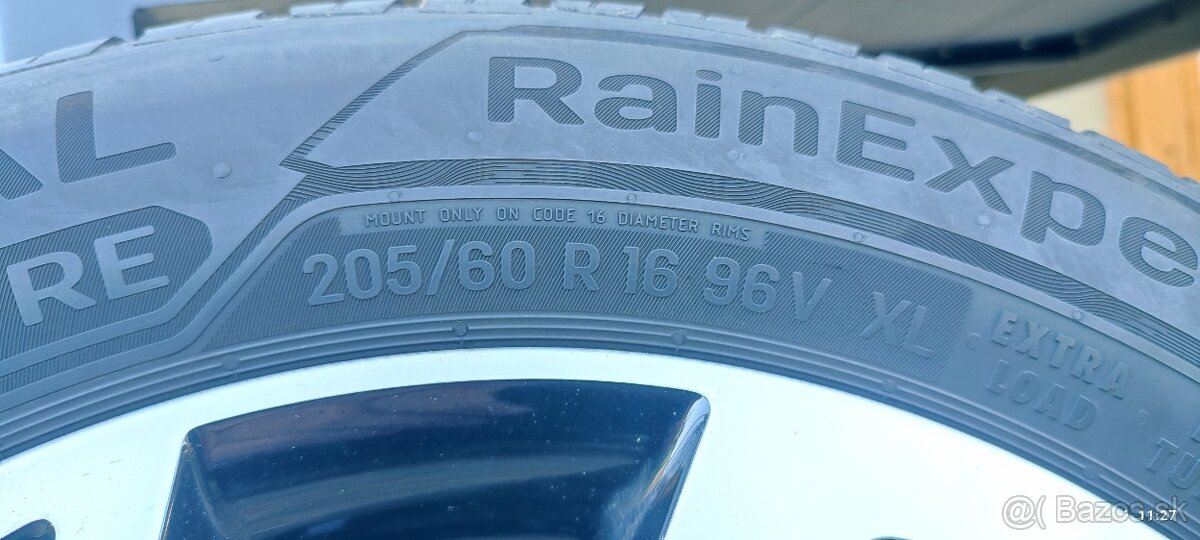 RainExpe
AL
RE
MOUNT ONLY ON CODE 16 DIAMETER RIMS
205/60 R 16 96V XL
EXTRA
LOAD
TU
@( ) Bazos.sk
11:27